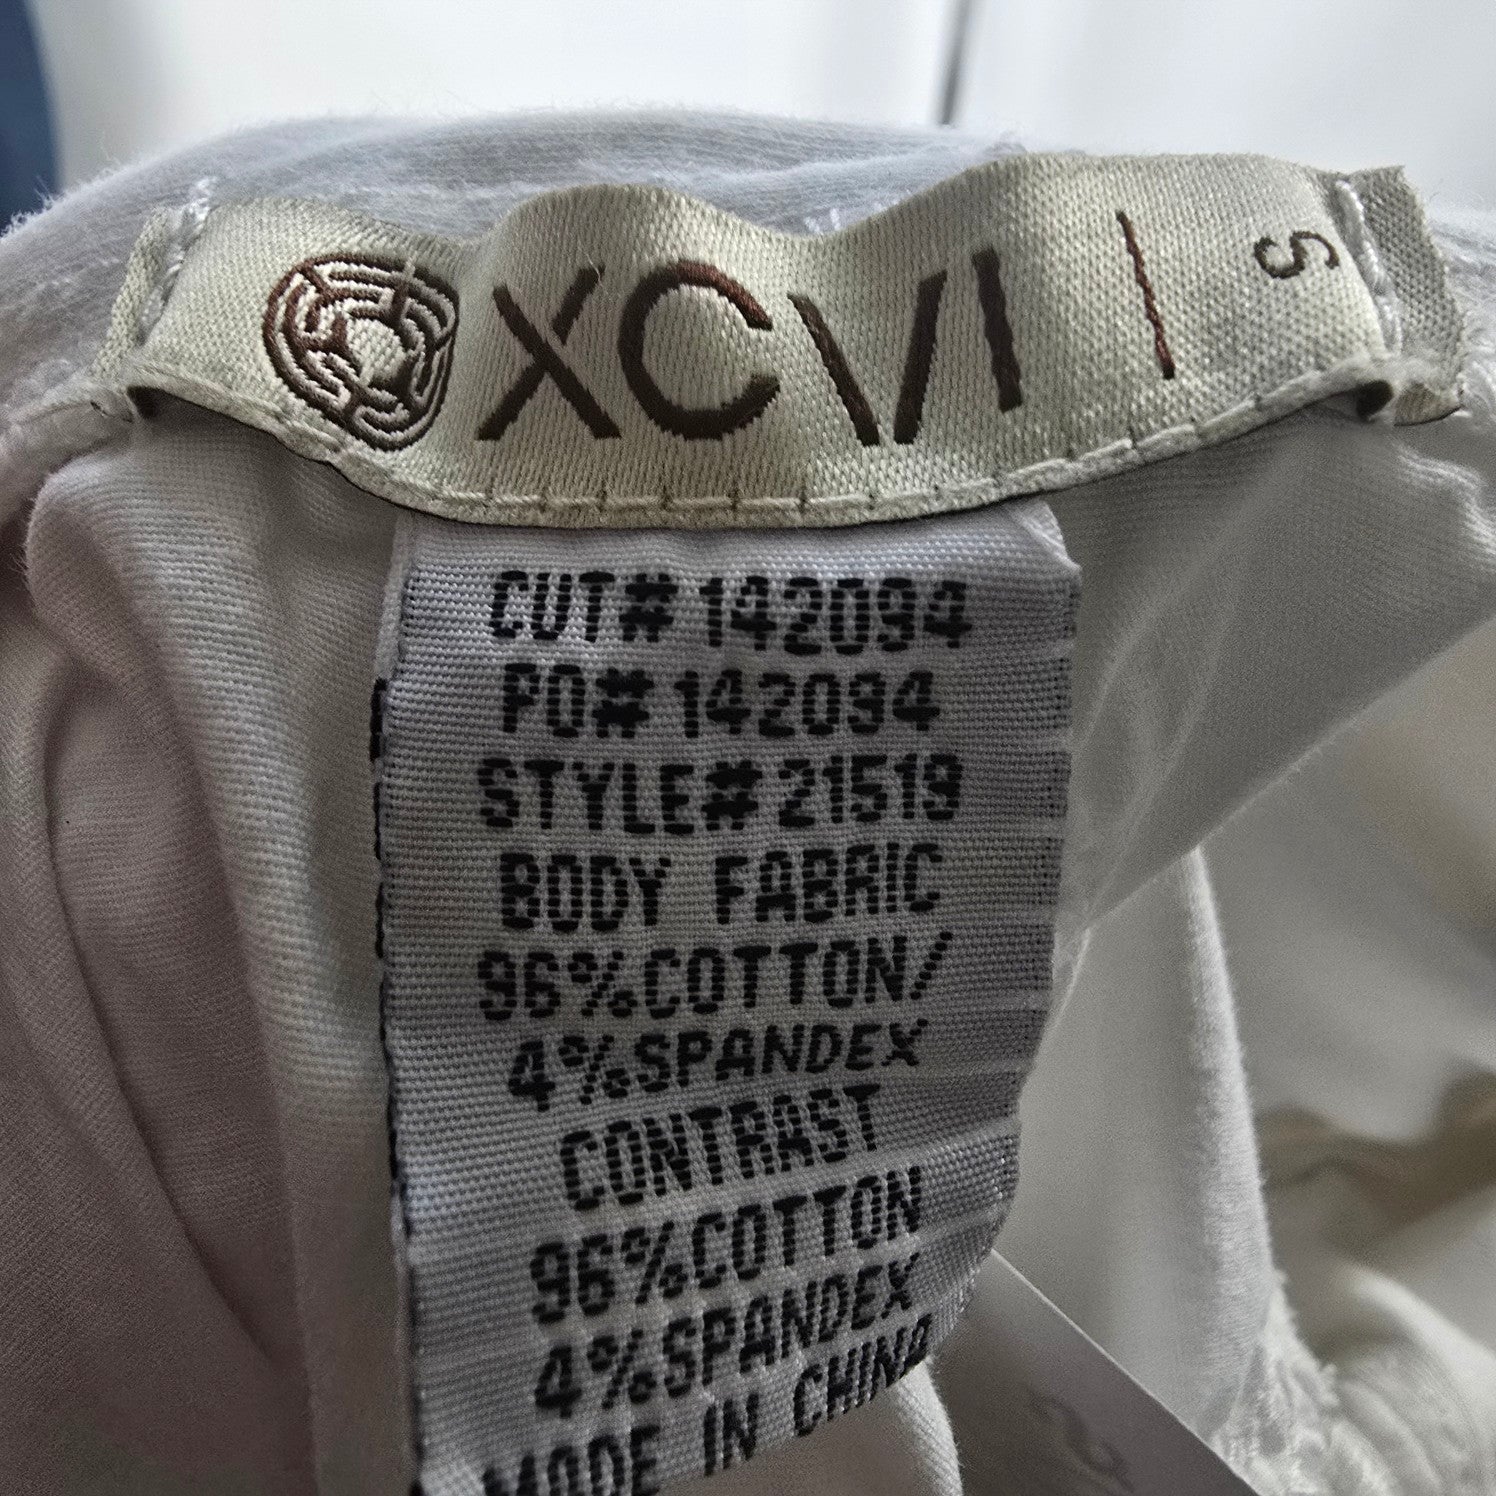 XCVI | S
CUT# 142094
PO# 142094
STYLE# 21519
BODY FABRIC
96% COTTON/
4% SPANDEX
CONTRAST
96% COTTON
4% SPANDEX
MADE IN CHINA